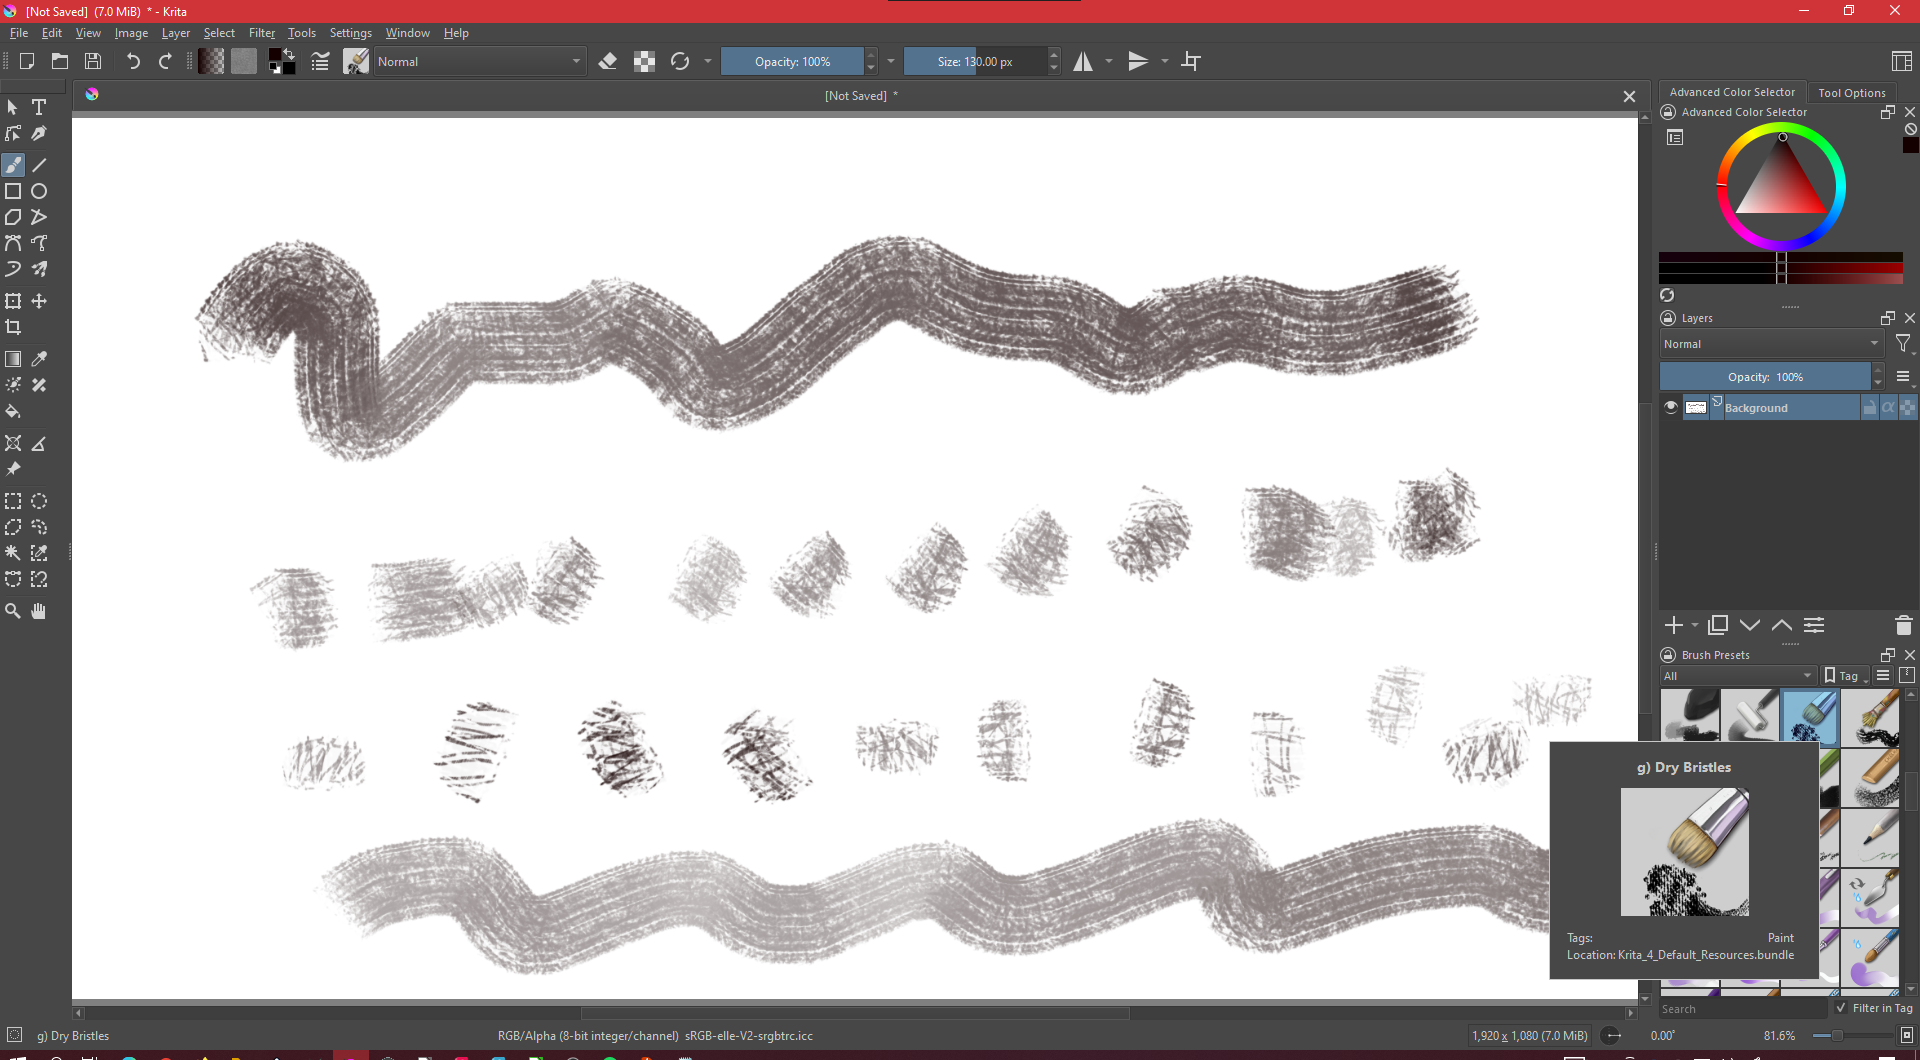 [Not Saved]  (7.0 MiB)  * - Krita
File Edit View Image Layer Select Filter Tools Settings Window Help
Normal Opacity: 100% Size: 130.00 px
[Not Saved]  *
Advanced Color Selector Tool Options
Advanced Color Selector
Layers
Normal
Opacity:  100%
Background
Brush Presets
All Tag
g) Dry Bristles
Tags: Paint
Location: Krita_4_Default_Resources.bundle
Search Filter in Tag
g) Dry Bristles RGB/Alpha (8-bit integer/channel)  sRGB-elle-V2-srgbtrc.icc 1,920 x 1,080 (7.0 MiB) 0.00° 81.6%